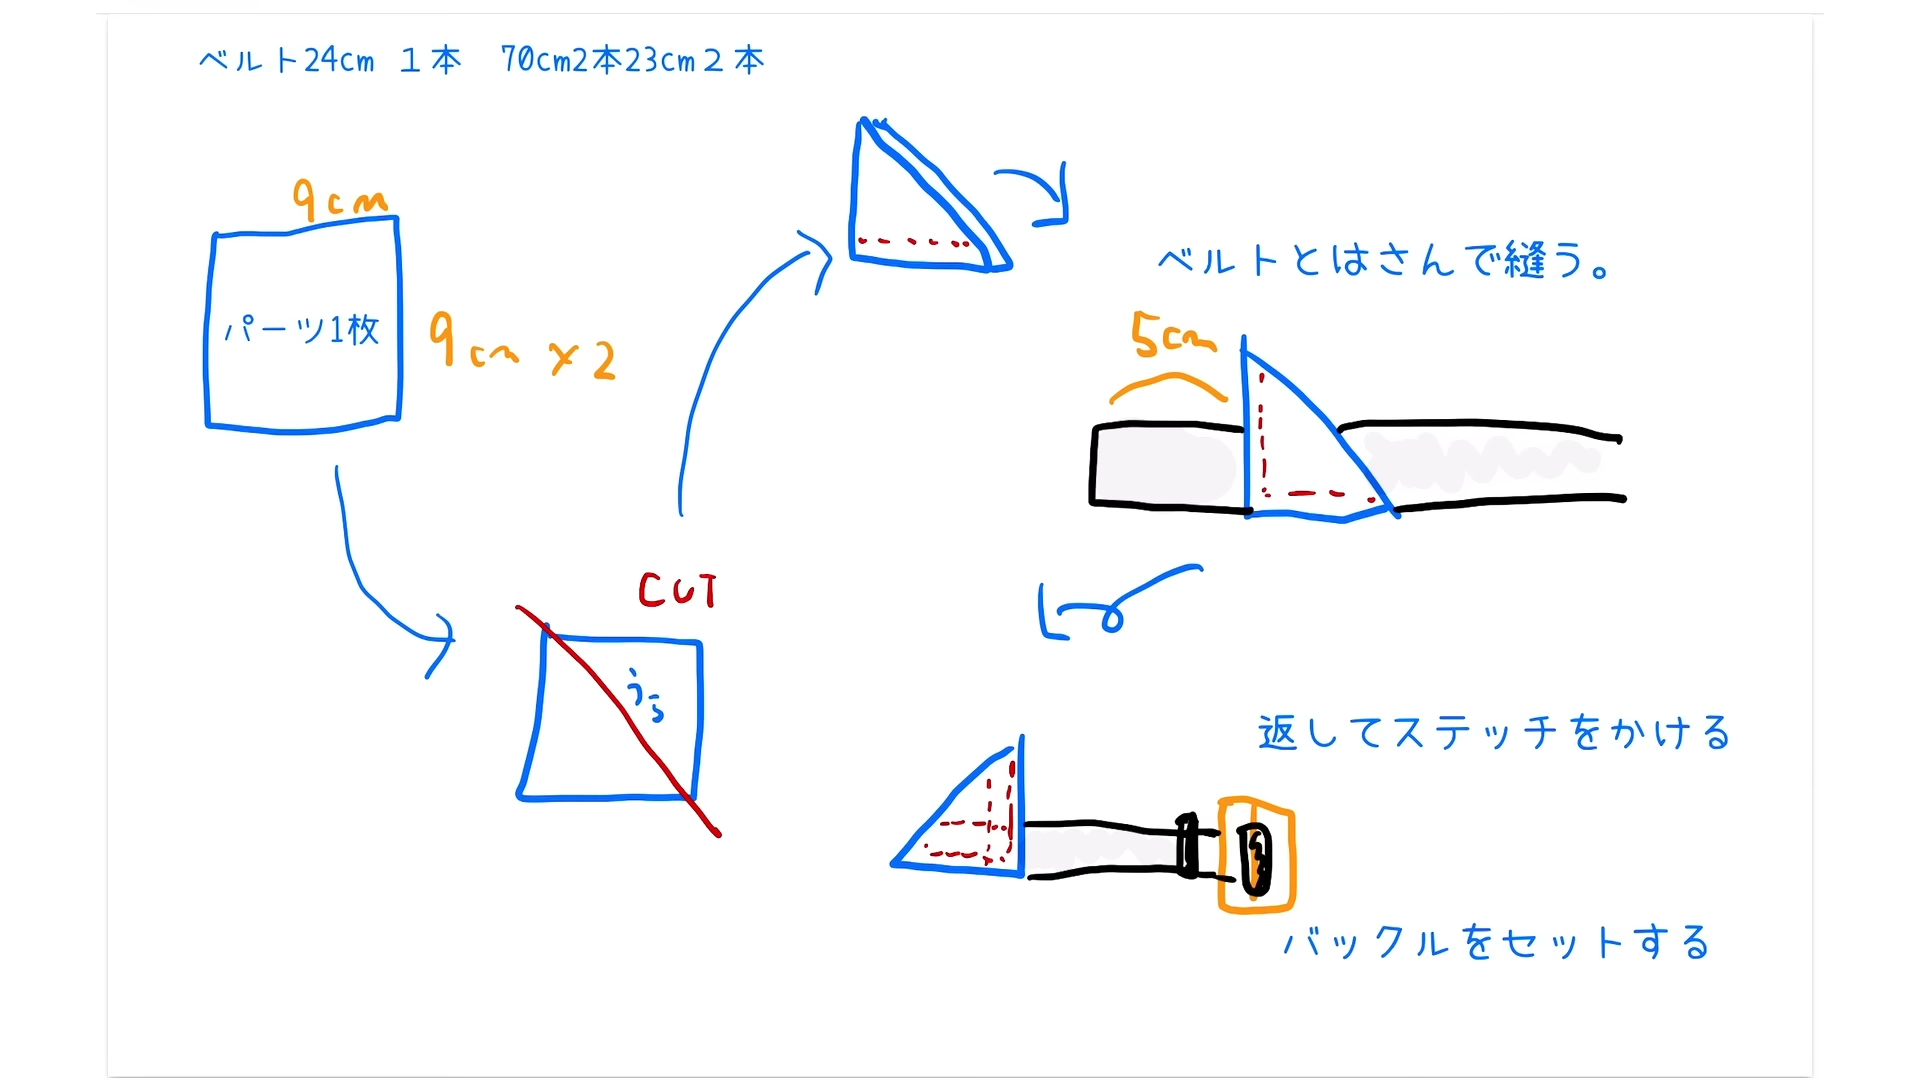 ベルト24cm 1本 70cm2本23cm2本
9cm
パーツ1枚
9cm×2
ベルトとはさんで縫う。
5cm
CUT
うら
返してステッチをかける
バックルをセットする